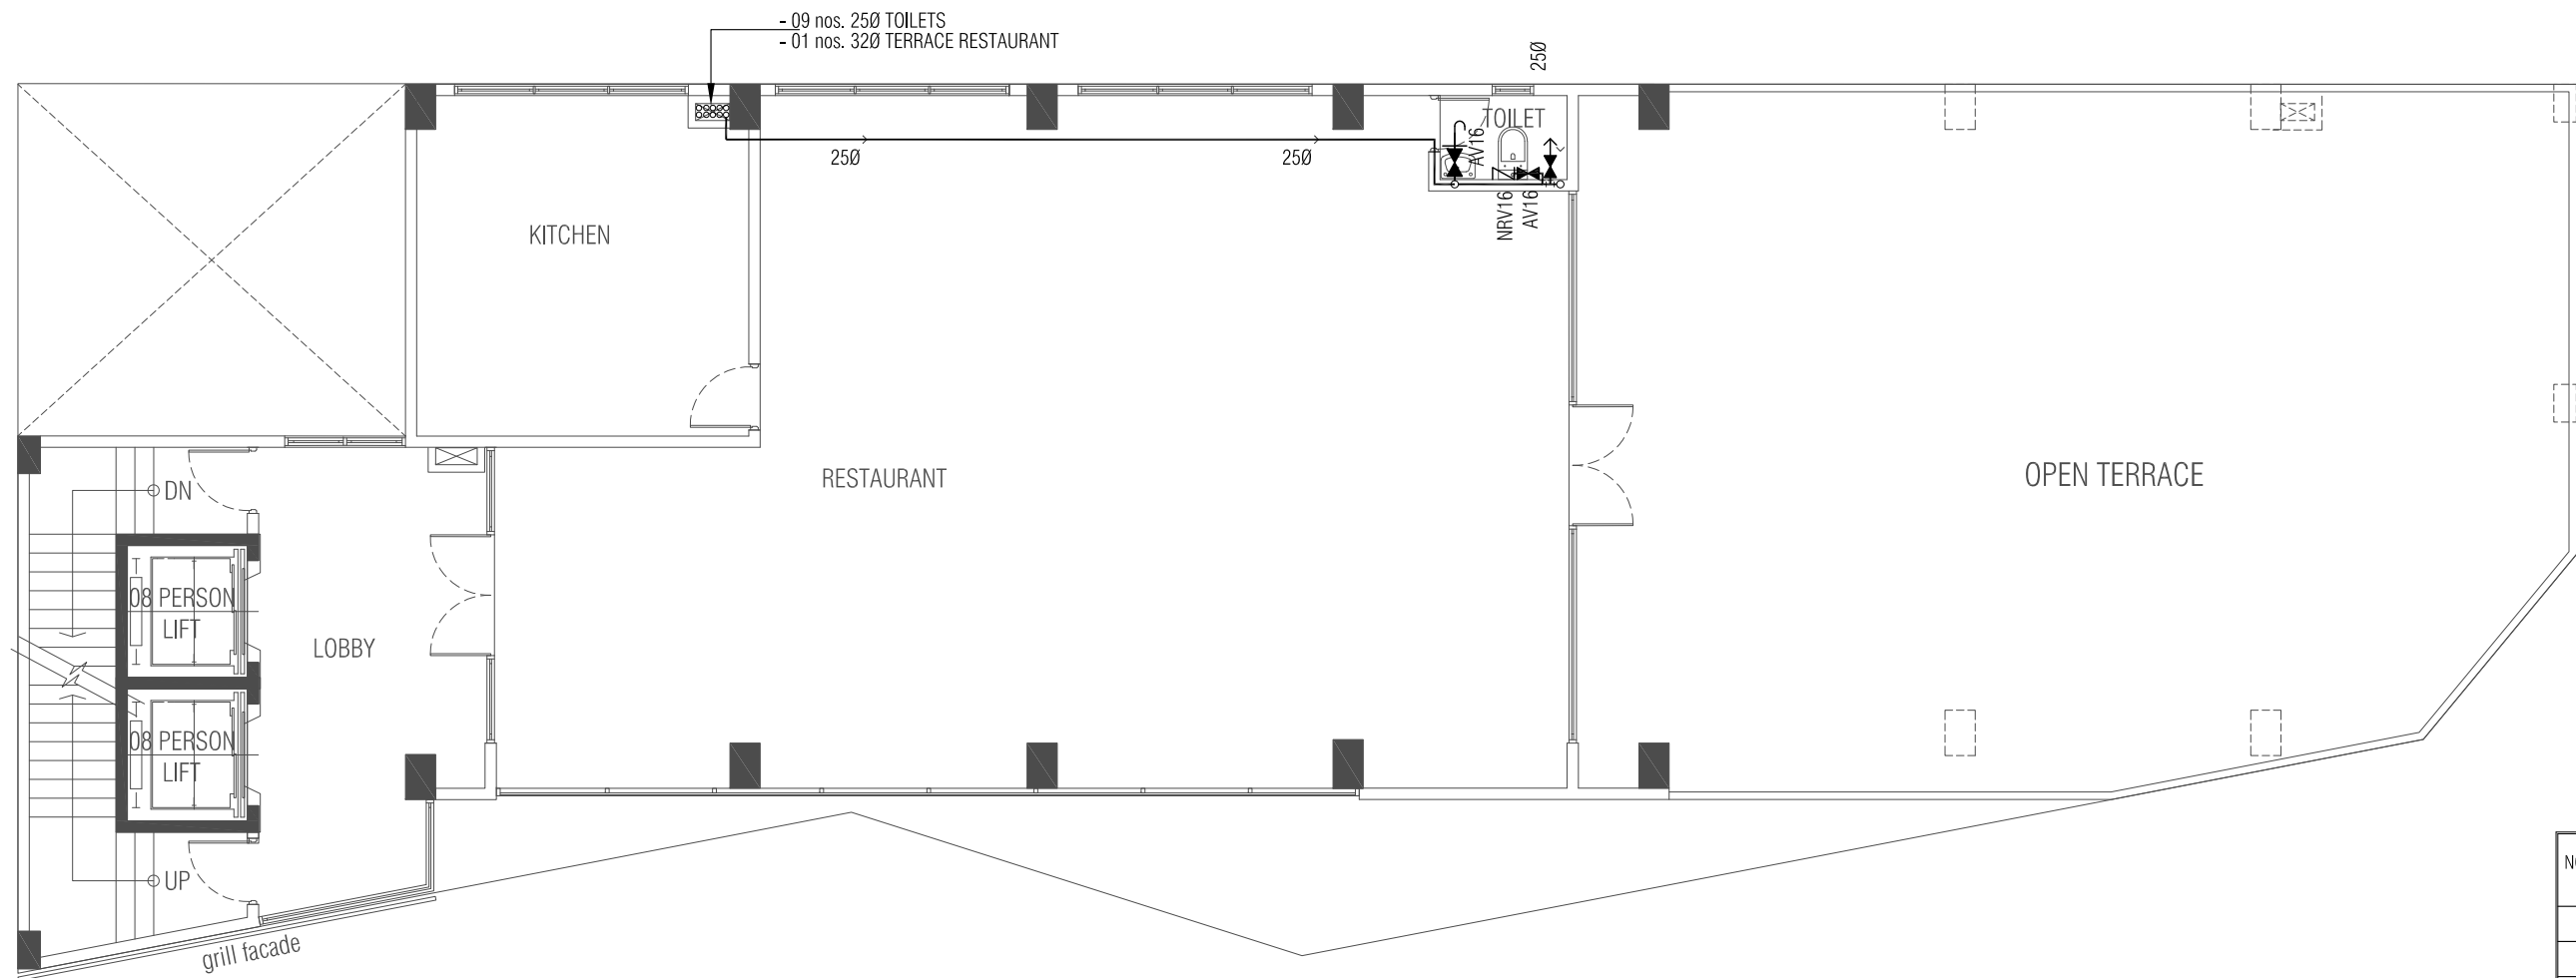 - 09 nos. 25Ø TOILETS
- 01 nos. 32Ø TERRACE RESTAURANT
25Ø
TOILET
AV16
25Ø
25Ø
NRV16
AV16
KITCHEN
RESTAURANT
OPEN TERRACE
DN
08 PERSON
LIFT
LOBBY
08 PERSON
LIFT
UP
grill facade